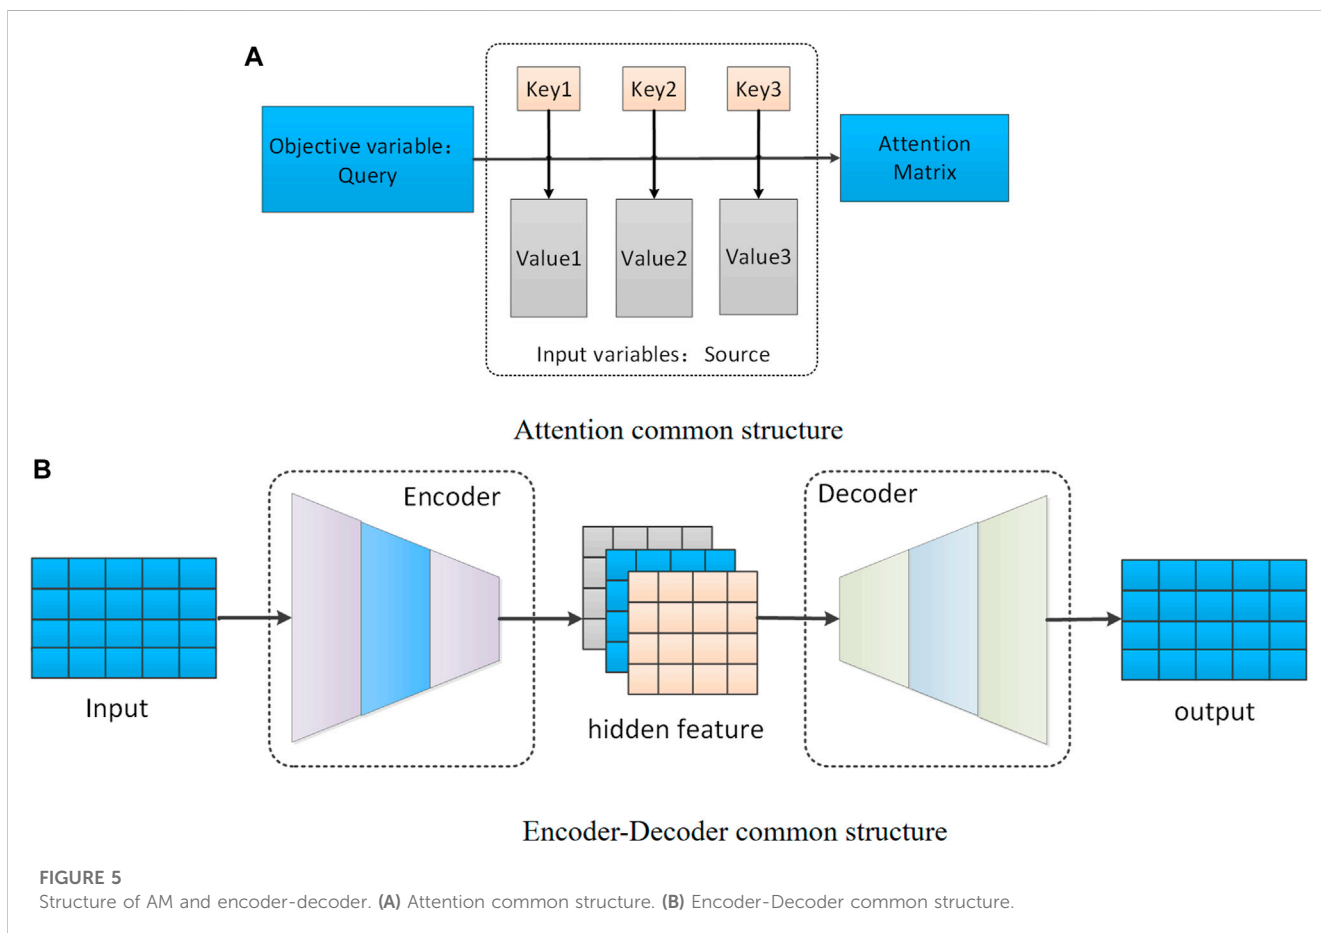 A
Key1 Key2 Key3
Objective variable：
Query
Attention
Matrix
Value1 Value2 Value3
Input variables：Source
Attention common structure
B
Encoder
Decoder
Input
hidden feature
output
Encoder-Decoder common structure
FIGURE 5
Structure of AM and encoder-decoder. (A) Attention common structure. (B) Encoder-Decoder common structure.